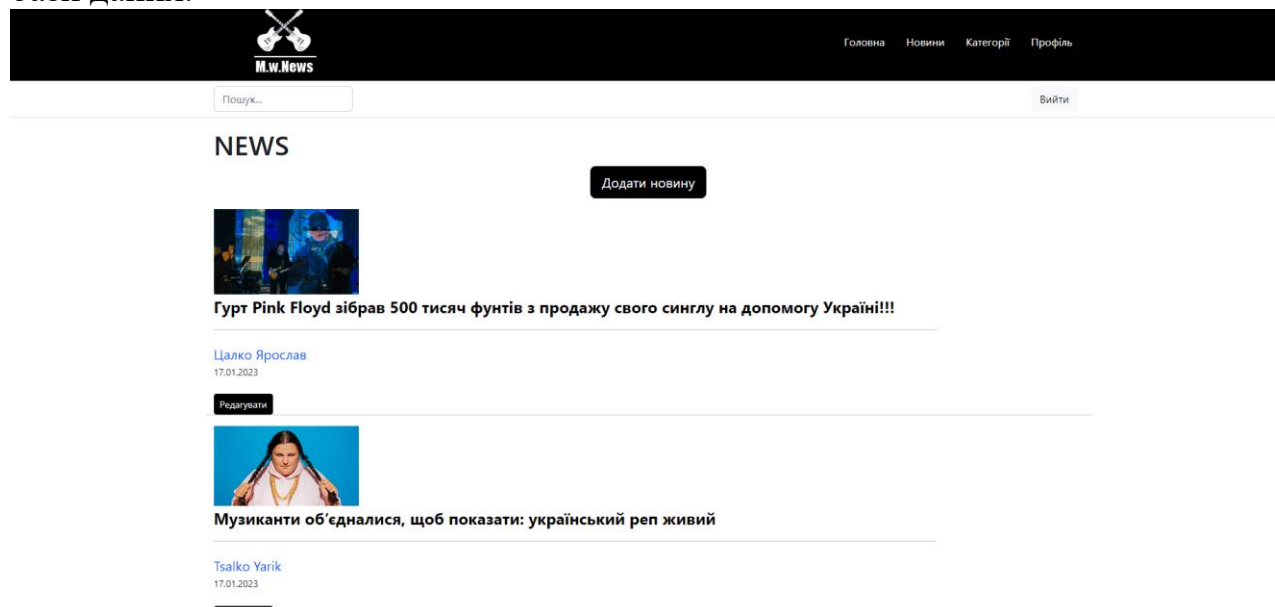 M.w.News
Головна Новини Категорії Профіль
Пошук...
Вийти
NEWS
Додати новину
Гурт Pink Floyd зібрав 500 тисяч фунтів з продажу свого синглу на допомогу Україні!!!
Цалко Ярослав
17.01.2023
Редагувати
Музиканти об’єдналися, щоб показати: український реп живий
Tsalko Yarik
17.01.2023